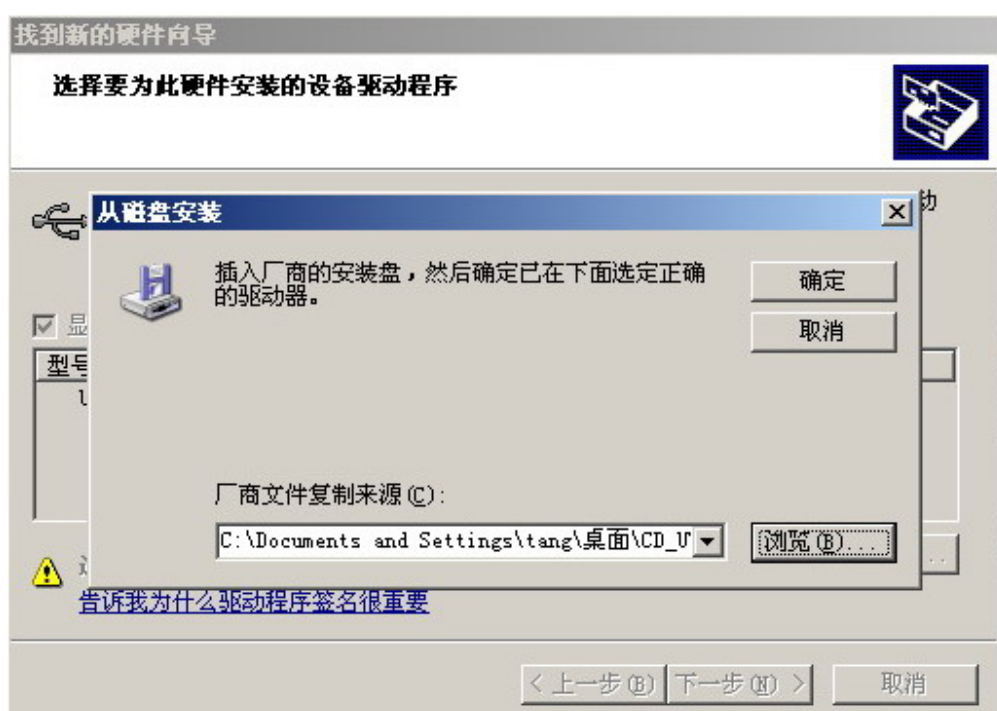 找到新的硬件向导
选择要为此硬件安装的设备驱动程序
从磁盘安装
插入厂商的安装盘，然后确定已在下面选定正确
的驱动器。
确定
取消
显
型号
厂商文件复制来源(C):
C:\Documents and Settings\tang\桌面\CD_U
浏览(B)...
告诉我为什么驱动程序签名很重要
< 上一步(B)
下一步(N) >
取消